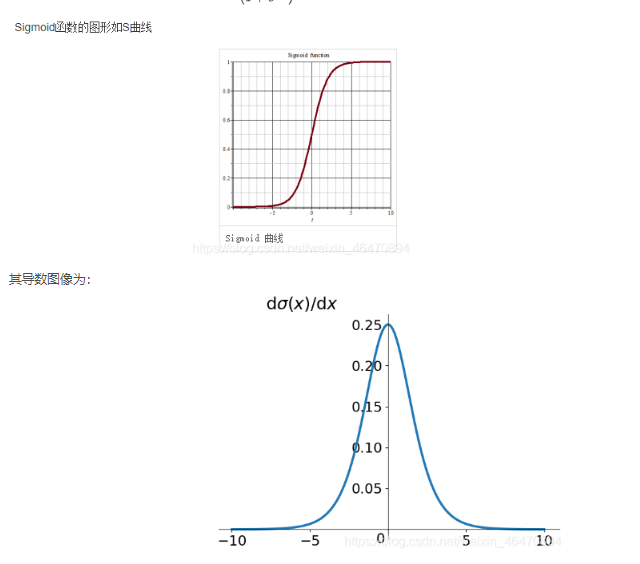 Sigmoid函数的图形如S曲线
Sigmoid function
1
0.8
0.6
0.4
0.2
0
-5
0
5
10
Sigmoid 曲线
https://blog.csdn.net/weixin_46470894
其导数图像为：
dσ(x)/dx
0.25
0.20
0.15
0.10
0.05
−10
−5
0
5
10
https://blog.csdn.net/weixin_46470894